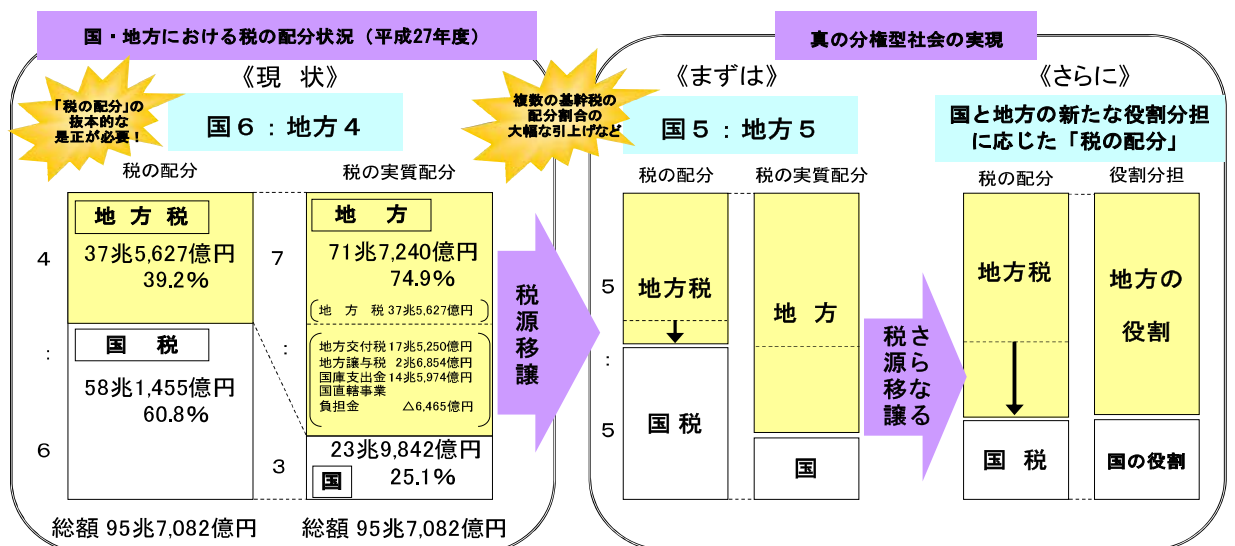 国・地方における税の配分状況（平成27年度）
《現 状》
「税の配分」の
抜本的な
是正が必要！
国６：地方４
税の配分
税の実質配分
4
：
6
地 方 税
37兆5,627億円
39.2%
国 税
58兆1,455億円
60.8%
総額 95兆7,082億円
7
：
3
地 方
71兆7,240億円
74.9%
地 方 税 37兆5,627億円
地方交付税 17兆5,250億円
地方譲与税 2兆6,854億円
国庫支出金 14兆5,974億円
国直轄事業
負担金 △6,465億円
23兆9,842億円
国 25.1%
総額 95兆7,082億円
税源移譲
真の分権型社会の実現
《まずは》
複数の基幹税の
配分割合の
大幅な引上げなど
国５：地方５
税の配分
税の実質配分
5
：
5
地方税
国 税
地 方
国
さらなる
税源移譲
《さらに》
国と地方の新たな役割分担
に応じた「税の配分」
税の配分
役割分担
地方税
国 税
地方の
役割
国の役割